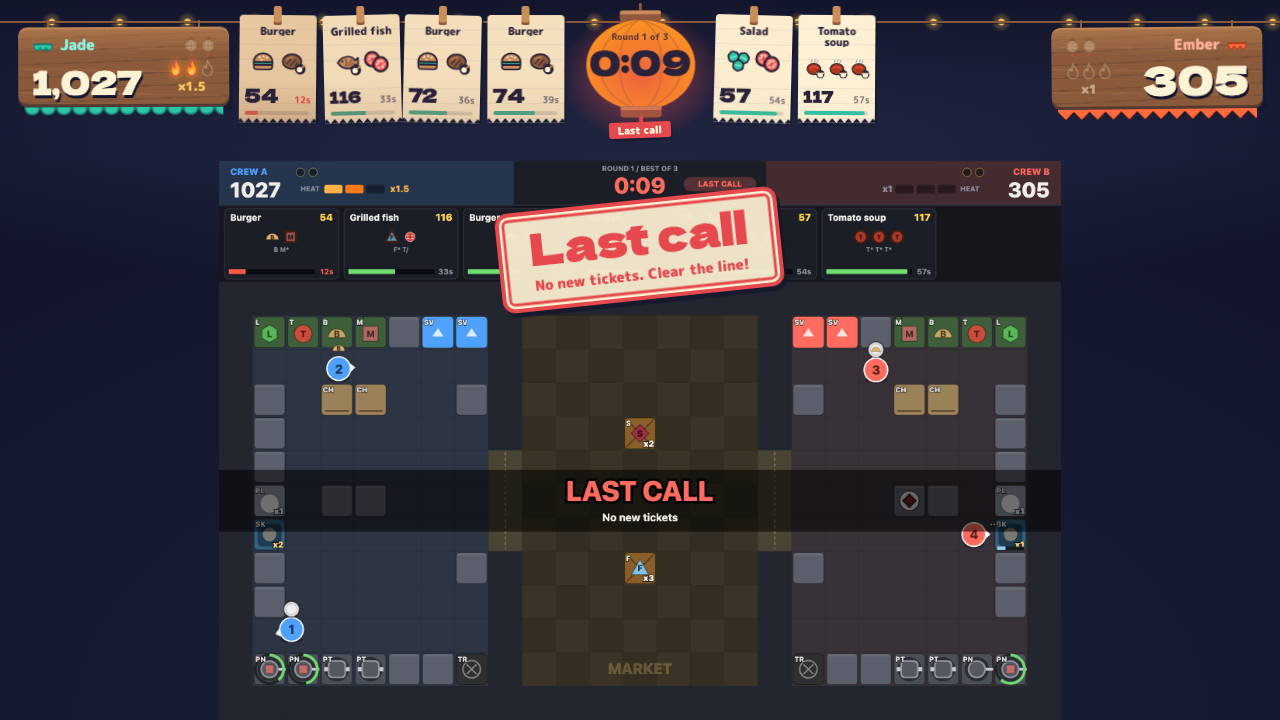 Jade
1,027
x1.5
Burger
54
12s
Grilled fish
116
33s
Burger
72
36s
Burger
74
39s
Round 1 of 3
0:09
Last call
Salad
57
54s
Tomato
soup
117
57s
Ember
x1
305
CREW A
1027
HEAT
x1.5
ROUND 1 / BEST OF 3
0:09
LAST CALL
x1
HEAT
CREW B
305
Burger
54
B M*
12s
Grilled fish
116
F* T/
33s
Burg
57
54s
Tomato soup
117
T* T* T*
57s
Last call
No new tickets. Clear the line!
L
T
B
B
M
M
SV
SV
SV
SV
M
M
B
B
T
T
L
L
2
B
3
CH
CH
CH
CH
S
S
x2
PL
x1
PL
x1
LAST CALL
No new tickets
SK
x2
4
SK
x1
F
F
x3
1
PN
PN
PT
PT
TR
MARKET
TR
PT
PT
PN
PN